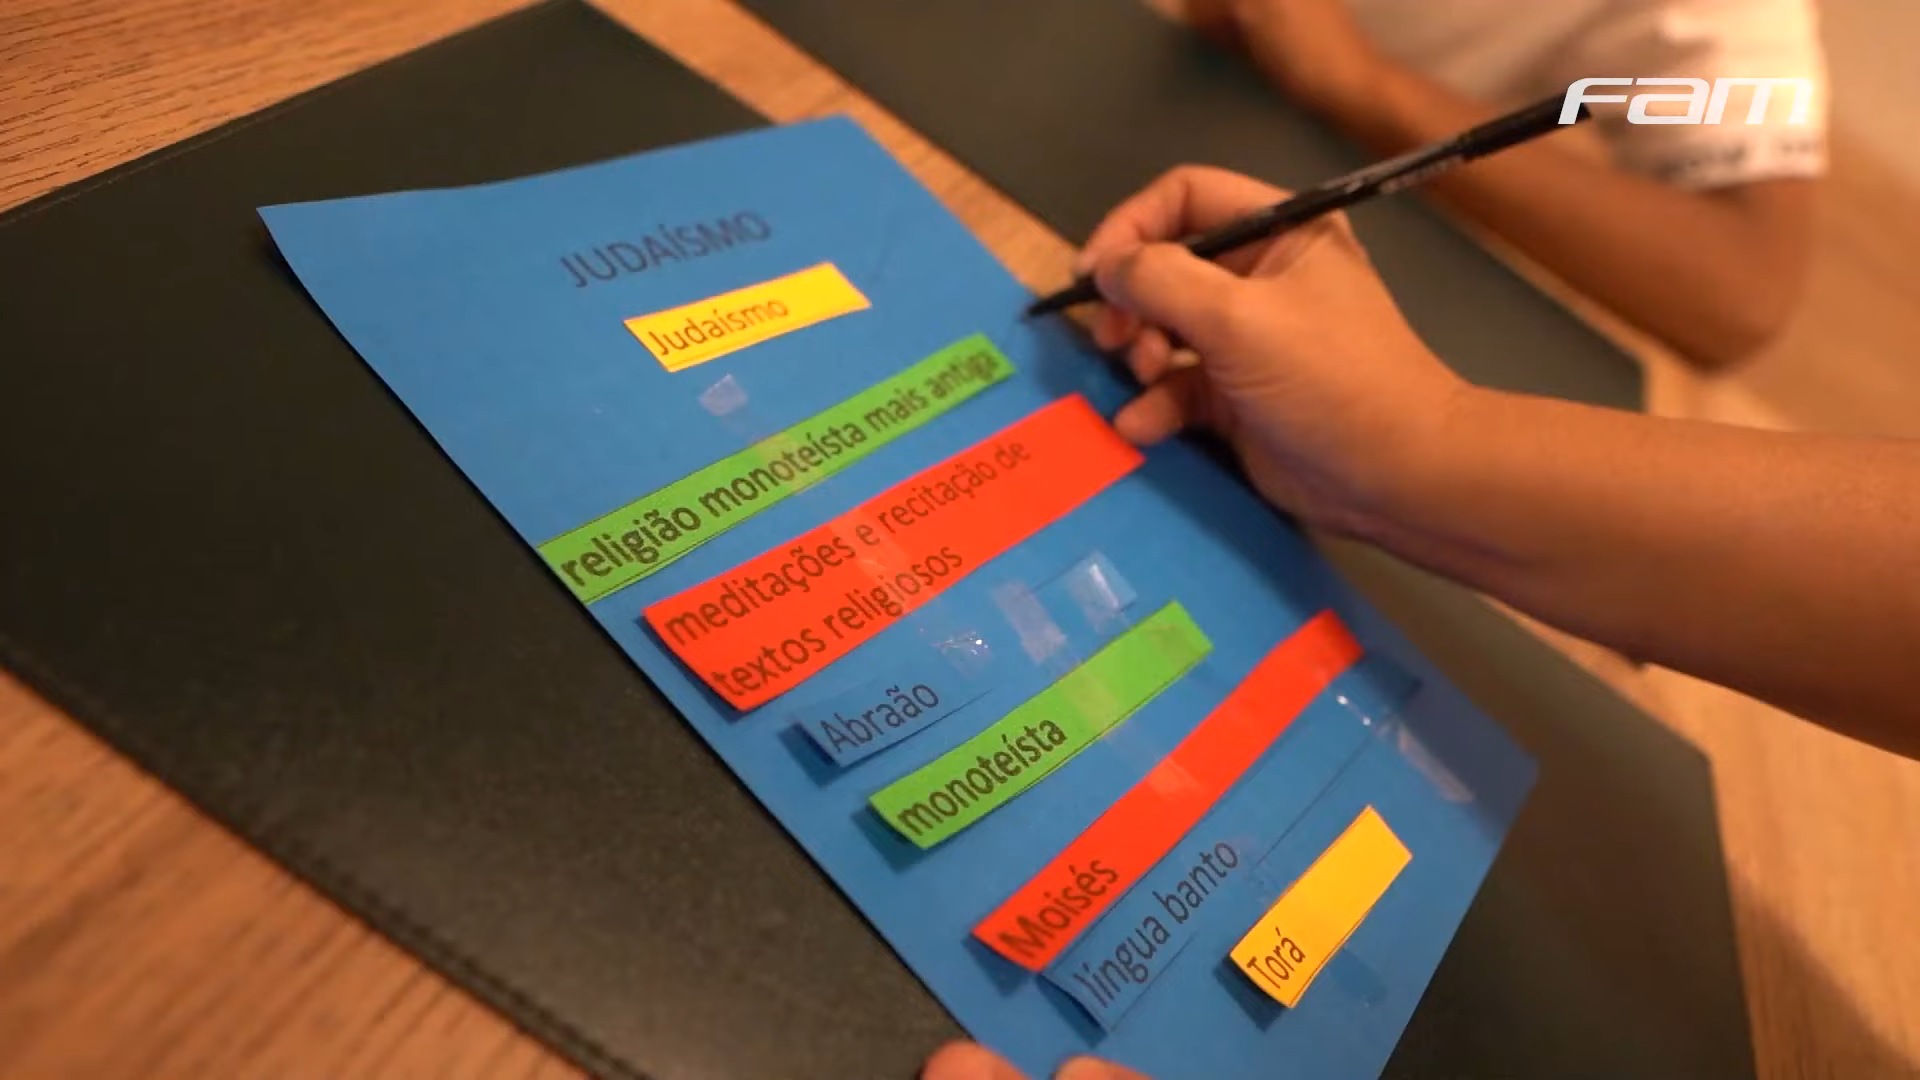 fam
JUDAÍSMO
Judaísmo
religião monoteísta mais antiga
meditações e recitação de
textos religiosos
Abraão
monoteísta
Moisés
língua banto
Torá